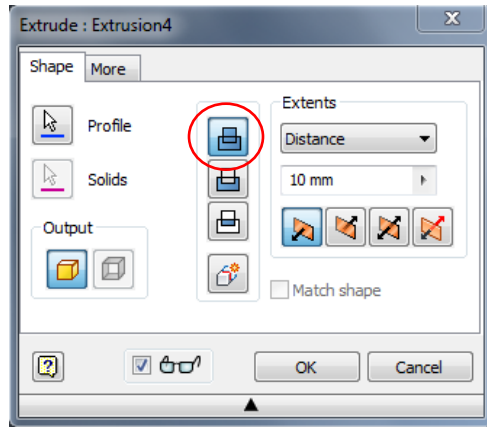 Extrude : Extrusion4
X
Shape More
Profile
Solids
Output
Extents
Distance
10 mm
Match shape
?
OK Cancel